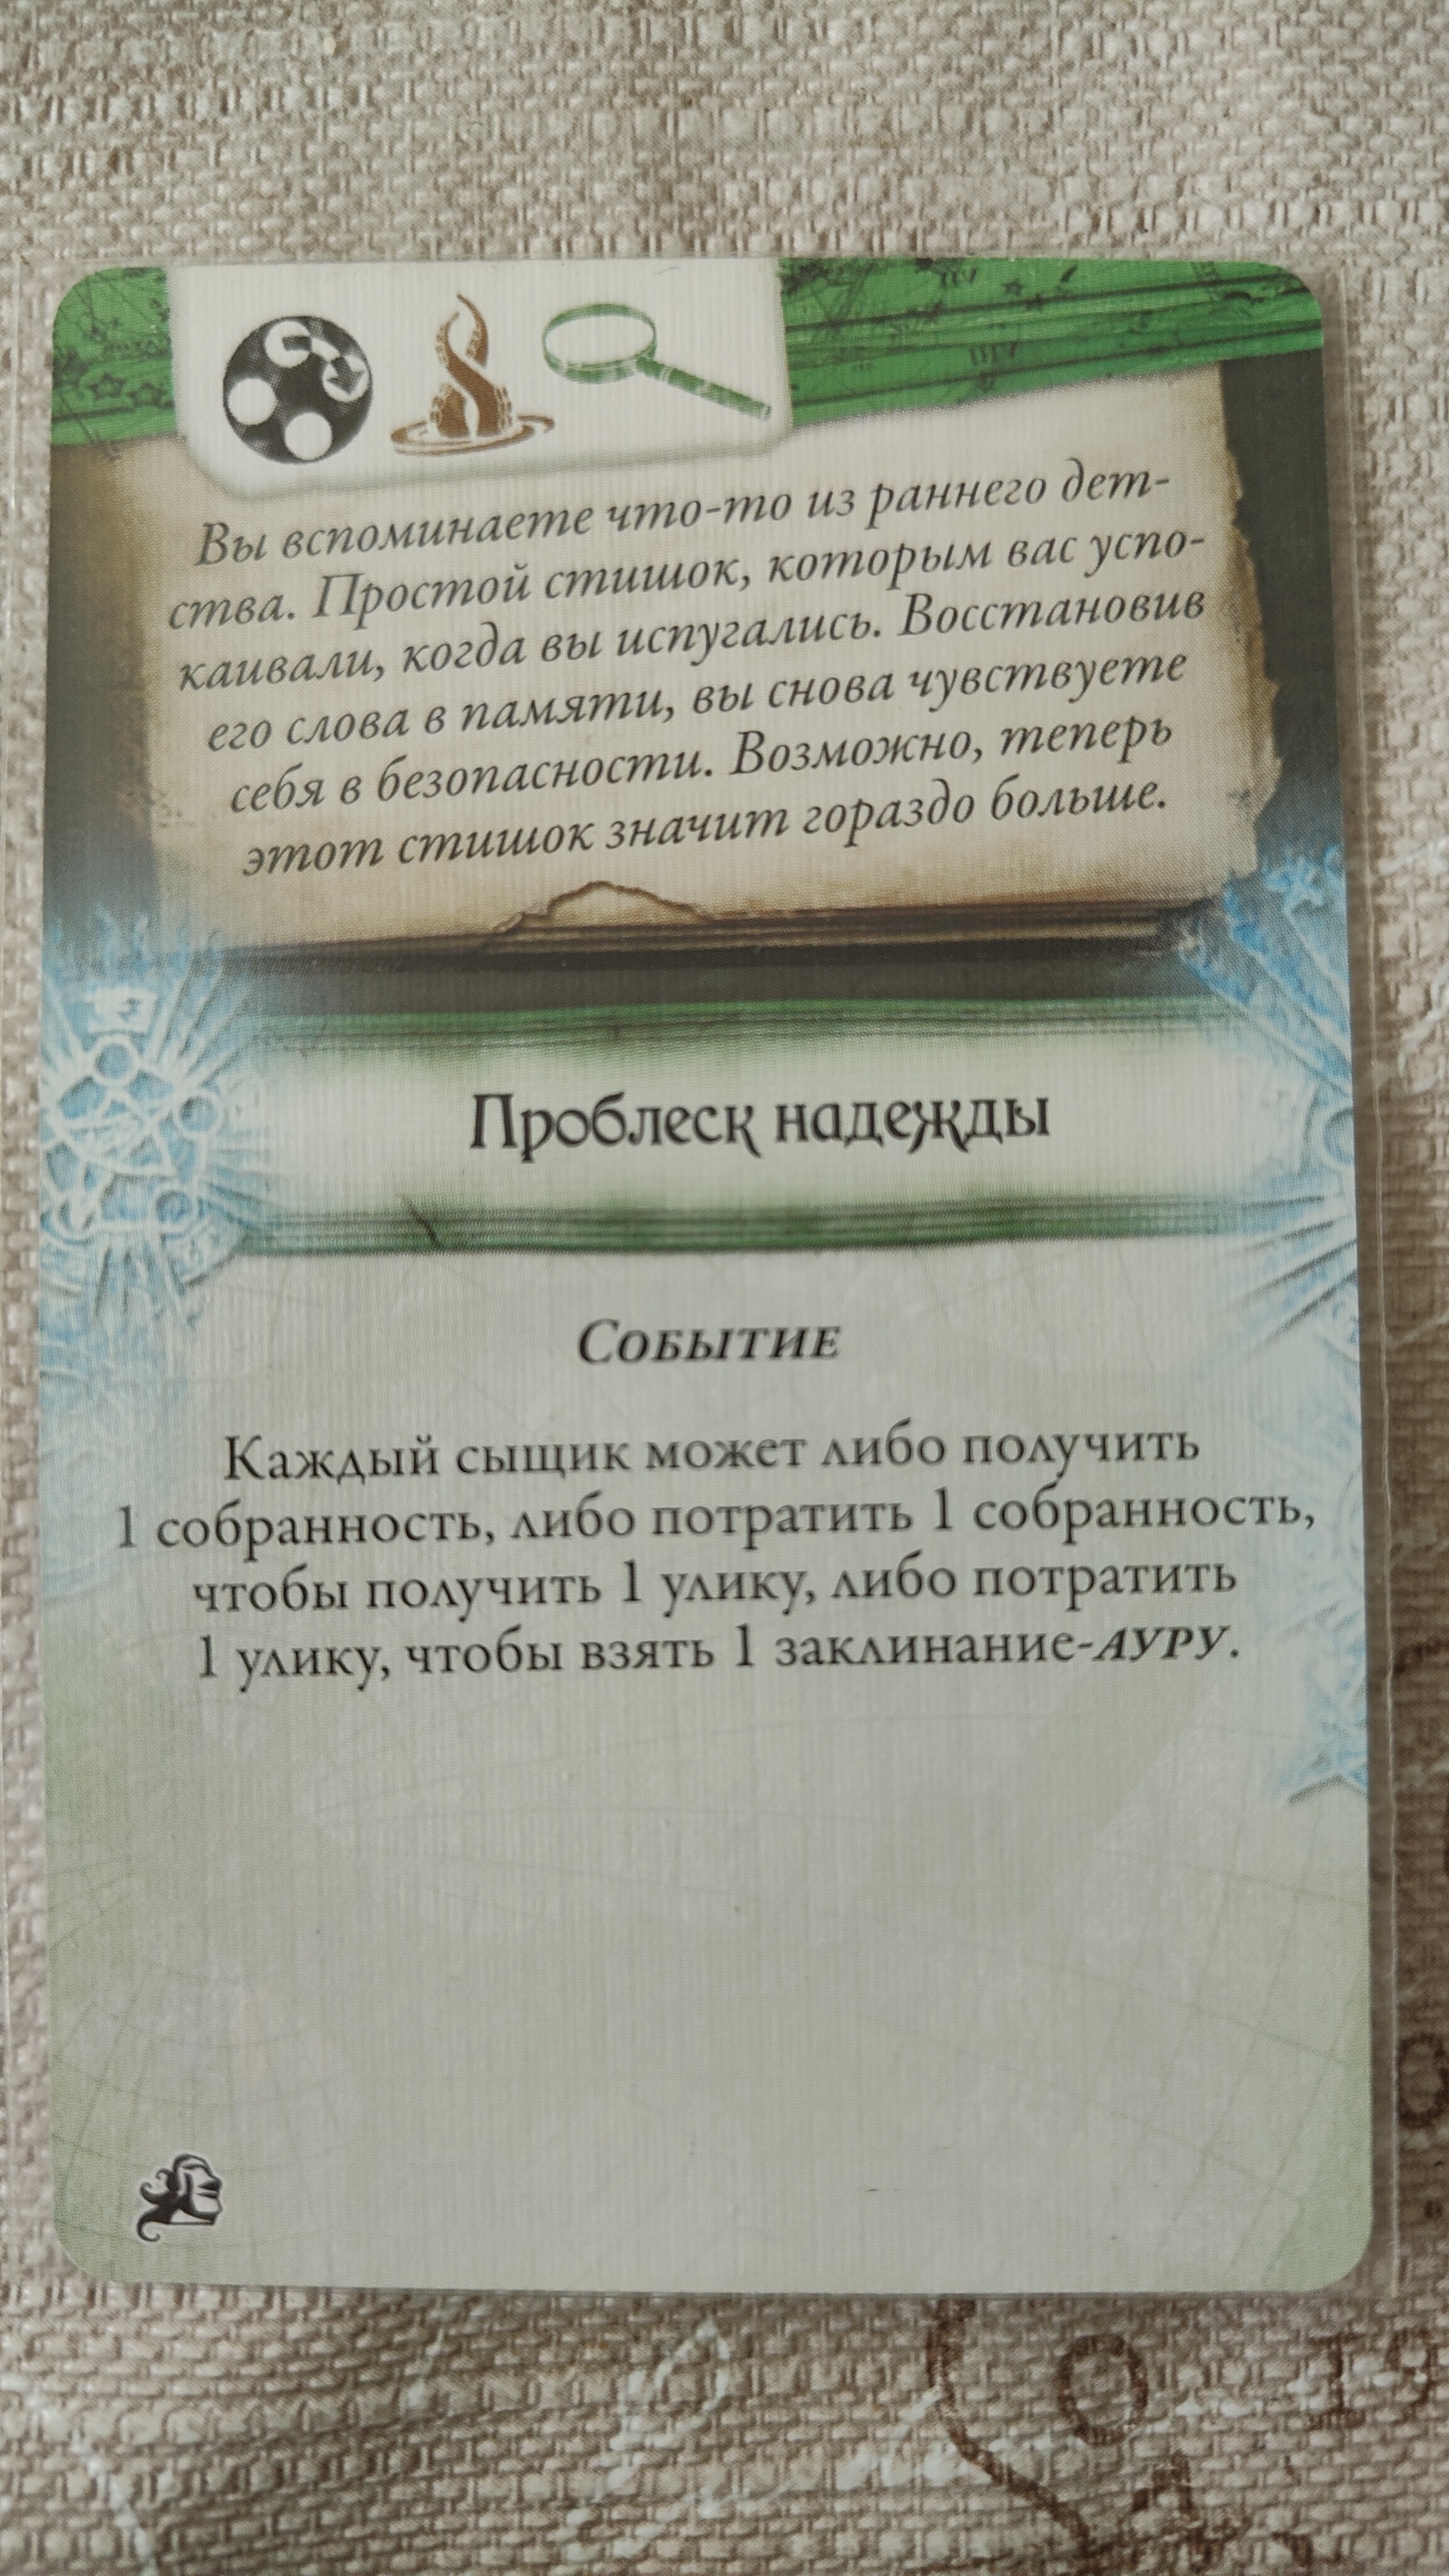 Вы вспоминаете что-то из раннего дет-
ства. Простой стишок, которым вас успо-
каивали, когда вы испугались. Восстановив
его слова в памяти, вы снова чувствуете
себя в безопасности. Возможно, теперь
этот стишок значит гораздо больше.
Проблеск надежды
Событие
Каждый сыщик может либо получить
1 собранность, либо потратить 1 собранность,
чтобы получить 1 улику, либо потратить
1 улику, чтобы взять 1 заклинание-АУРУ.